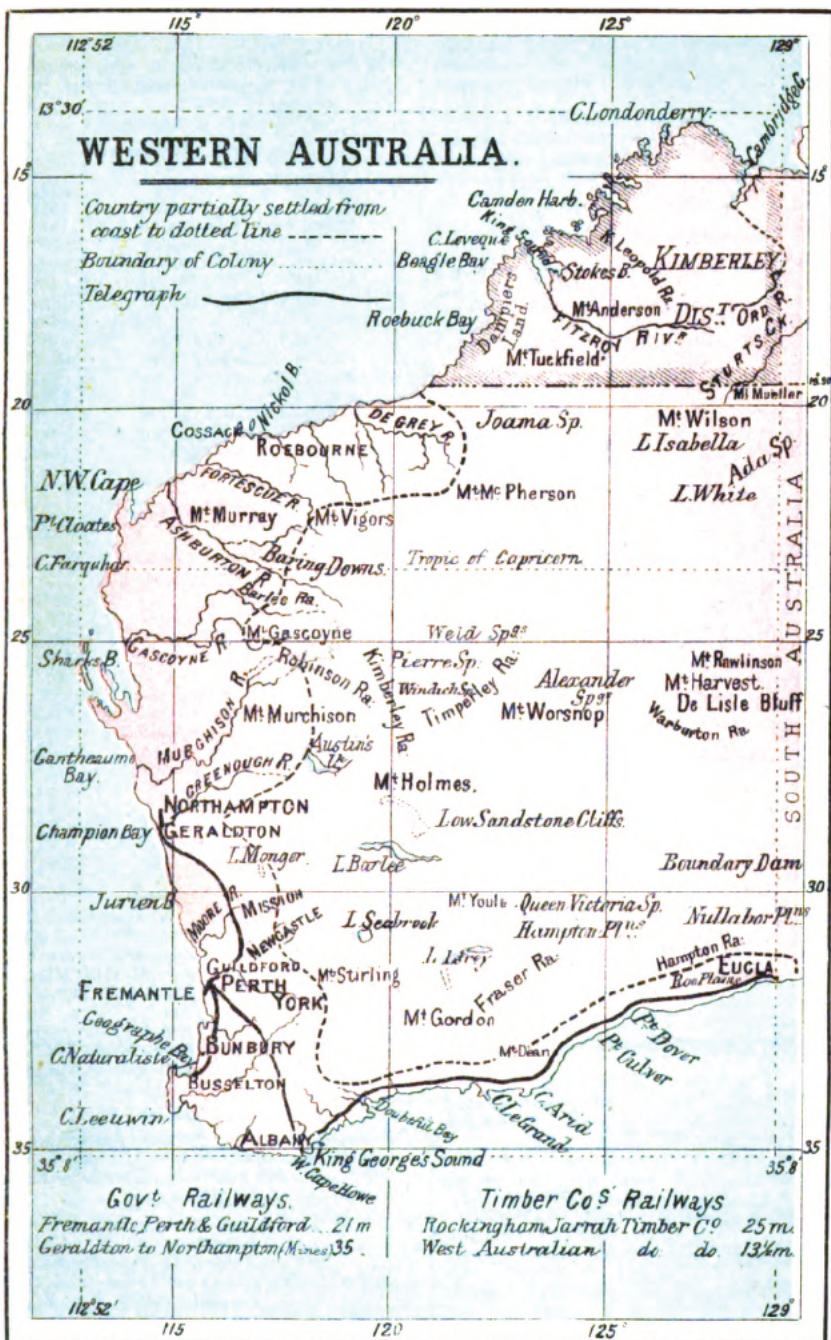 115° 120° 125°
112°52 129°
13°30'
C. Londonderry
Cambridge G.
WESTERN AUSTRALIA.
15° 15°
Country partially settled from
coast to dotted line
Boundary of Colony
Telegraph
Camden Harb.
King Sound
C. Leveque
Beagle Bay
K. Leopold Ra.
KIMBERLEY
Stokes B.
Mt. Anderson
DIST.
ORD R.
Roebuck Bay
Dampiers
Land.
FITZROY RIVR
Mt. Tuckfield
STURTS CK.
Mt Mueller
19.30
20 20
Nickol B.
COSSACK
ROEBOURNE
DE GREY R.
Joama Sp.
Mt. Wilson
L Isabella
Ada Sp.
N.W. Cape
FORTESCUE R.
Mt. Mc Pherson
L. White
Pt. Cloates
Mt. Murray
Mt. Vigors
ASHBURTON R.
C. Farquhar
Baring Downs.
Tropic of Capricorn
Barlee Ra.
25 25
GASCOYNE R.
Mt. Gascoyne
Weld Spgs
Sharks B.
Robinson Ra.
Kimberley Ra.
Pierre Sp.
Windich Sp.
Timperley Ra.
Alexander
Spgs
Mt. Rawlinson
Mt Harvest.
De Lisle Bluff
Mt. Worsnop
Warburton Ra.
MURCHISON R.
Mt. Murchison
SOUTH AUSTRALIA
Gantheaume
Bay.
GREENOUGH R.
Austin's
Lk
Mt. Holmes.
NORTHAMPTON
Champion Bay
GERALDTON
Low Sandstone Cliffs.
L. Monger
L. Barlee
Boundary Dam
30 30
Jurien B.
MOORE R.
MISSION
NEWCASTLE
Mt Youle
Queen Victoria Sp.
L Seabrook
Hampton Plns
Nullabor Plns
L Lefroy
Hampton Ra.
GUILDFORD
Mt. Stirling
Fraser Ra.
EUCLA
Roe Plains
FREMANTLE
PERTH
YORK
Mt. Gordon
Geographe Bay
BUNBURY
Pt. Dover
C. Naturaliste
Mt. Dean
Pt. Culver
BUSSELTON
C. Leeuwin
Doubtful Bay
C. Arid
C. Le Grand
ALBANY
35 35
35°8 35.8
King George's Sound
W. Cape Howe
Govt. Railways.
Fremantle, Perth & Guildford .. 21 m
Geraldton to Northampton (Mines) 35 .
Timber Cos Railways
Rockingham Jarrah Timber Co 25 m.
West Australian do do. 13½ m.
112°52' 129°
115 120° 125°